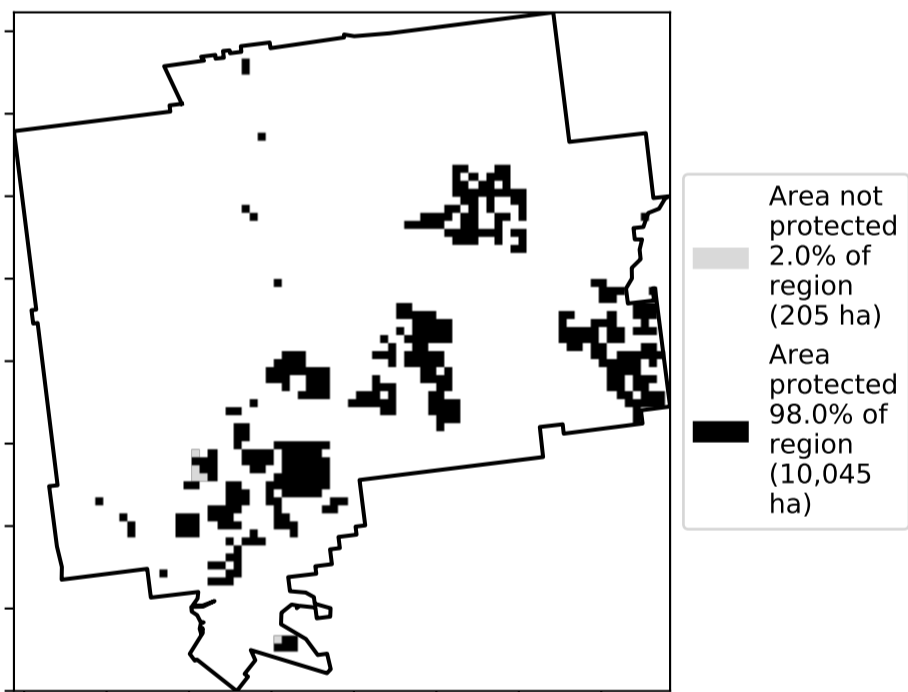 Area not
protected
2.0% of
region
(205 ha)
Area
protected
98.0% of
region
(10,045
ha)